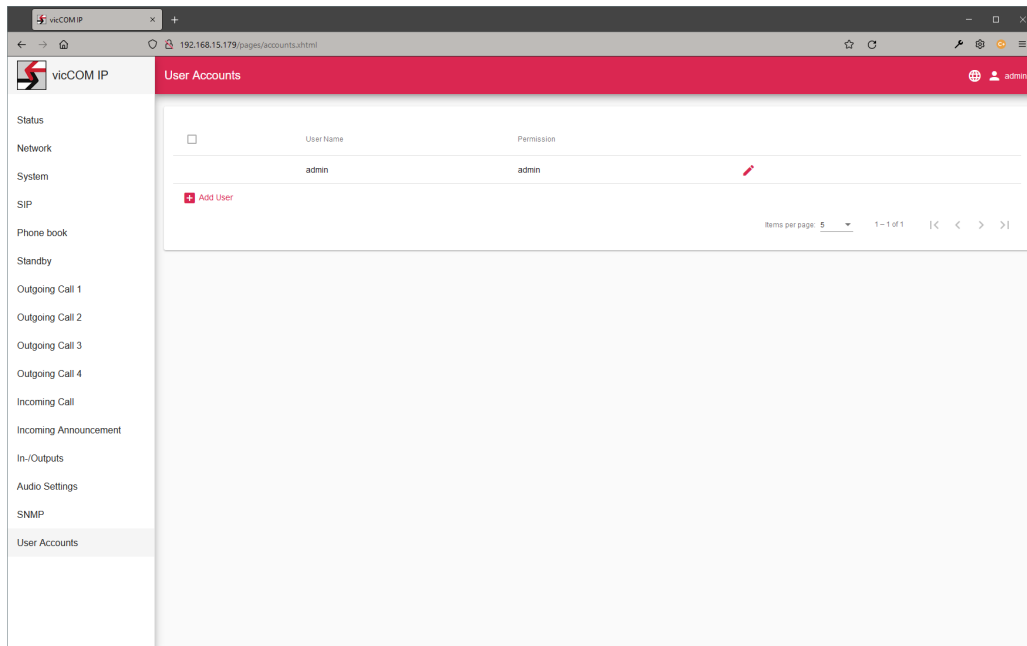 vicCOM IP
192.168.15.179/pages/accounts.xhtml
vicCOM IP
User Accounts
admin
Status
Network
System
SIP
Phone book
Standby
Outgoing Call 1
Outgoing Call 2
Outgoing Call 3
Outgoing Call 4
Incoming Call
Incoming Announcement
In-/Outputs
Audio Settings
SNMP
User Accounts
User Name Permission
admin admin
Add User
Items per page: 5 1 – 1 of 1